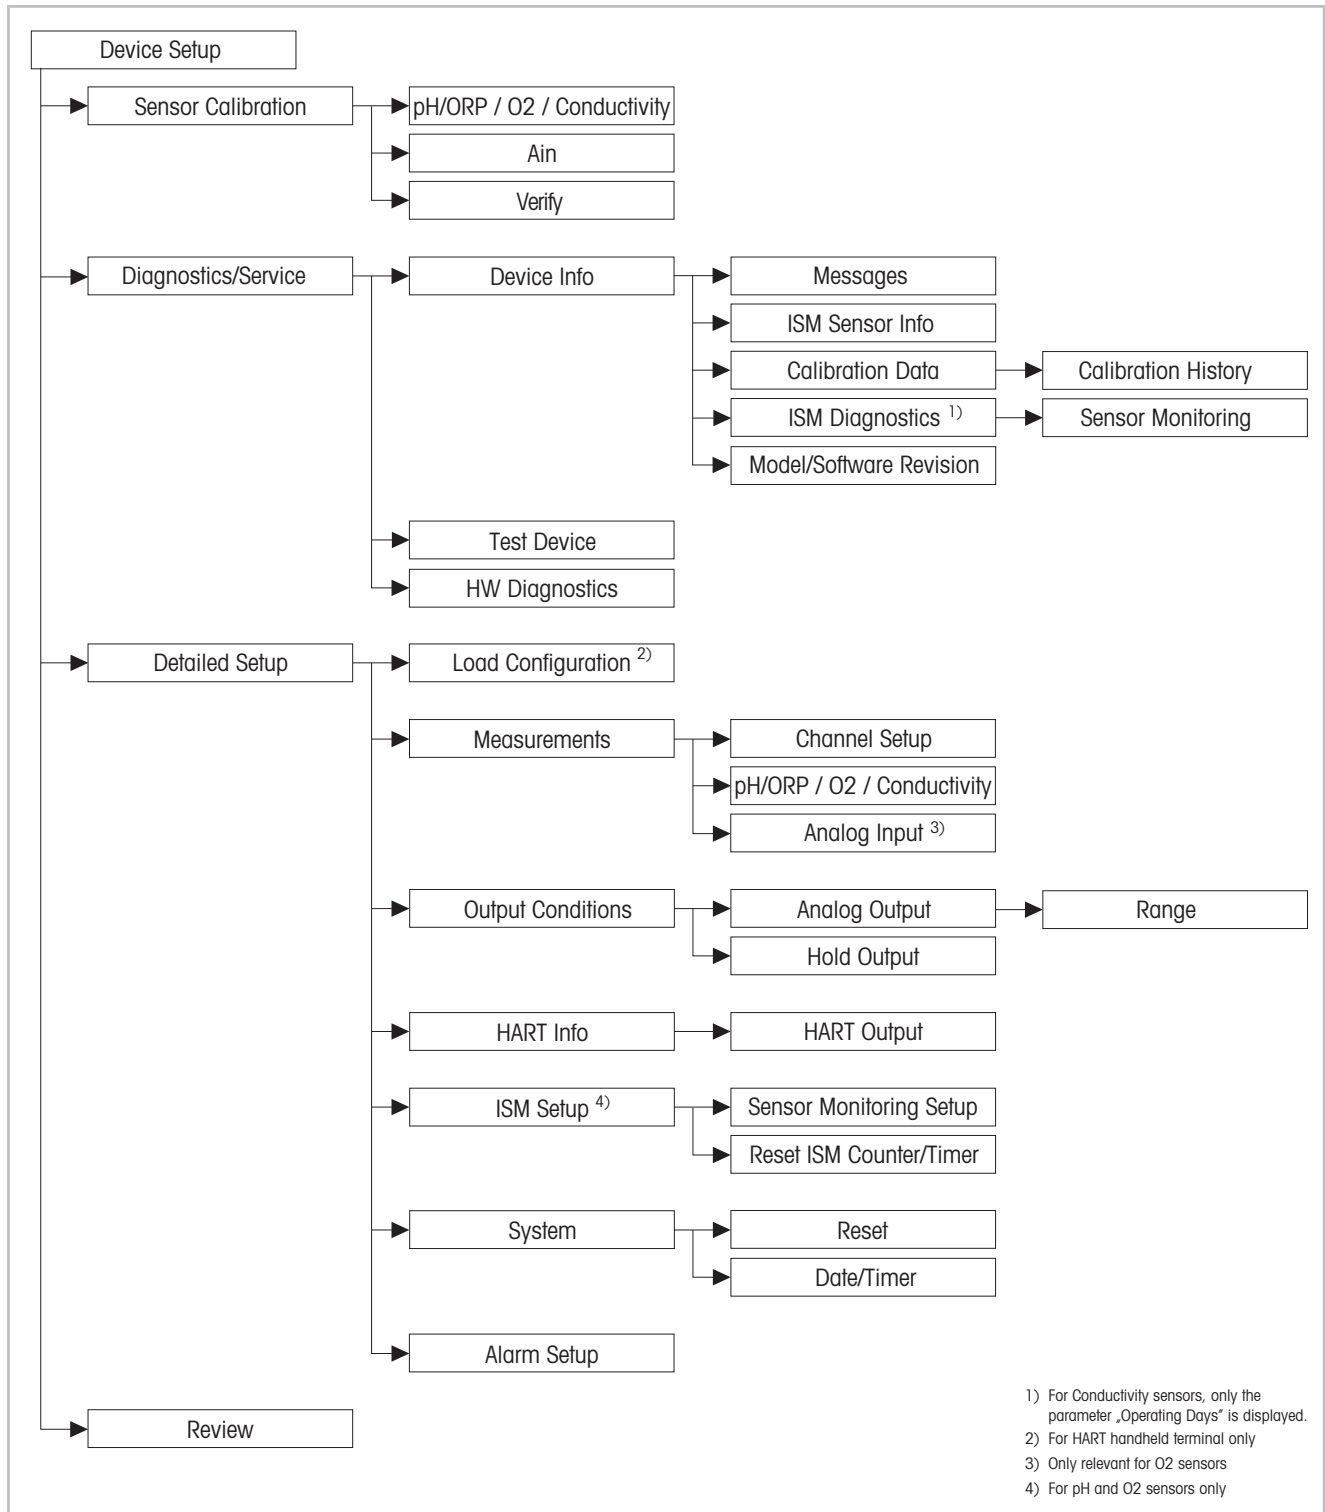 Device Setup
Sensor Calibration
pH/ORP / O2 / Conductivity
Ain
Verify
Diagnostics/Service
Device Info
Messages
ISM Sensor Info
Calibration Data
Calibration History
ISM Diagnostics 1)
Sensor Monitoring
Model/Software Revision
Test Device
HW Diagnostics
Detailed Setup
Load Configuration 2)
Measurements
Channel Setup
pH/ORP / O2 / Conductivity
Analog Input 3)
Output Conditions
Analog Output
Range
Hold Output
HART Info
HART Output
ISM Setup 4)
Sensor Monitoring Setup
Reset ISM Counter/Timer
System
Reset
Date/Timer
Alarm Setup
Review
1) For Conductivity sensors, only the
parameter „Operating Days” is displayed.
2) For HART handheld terminal only
3) Only relevant for O2 sensors
4) For pH and O2 sensors only